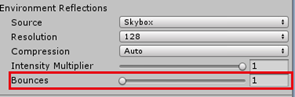 Environment Reflections
Source Skybox
Resolution 128
Compression Auto
Intensity Multiplier 1
Bounces 1